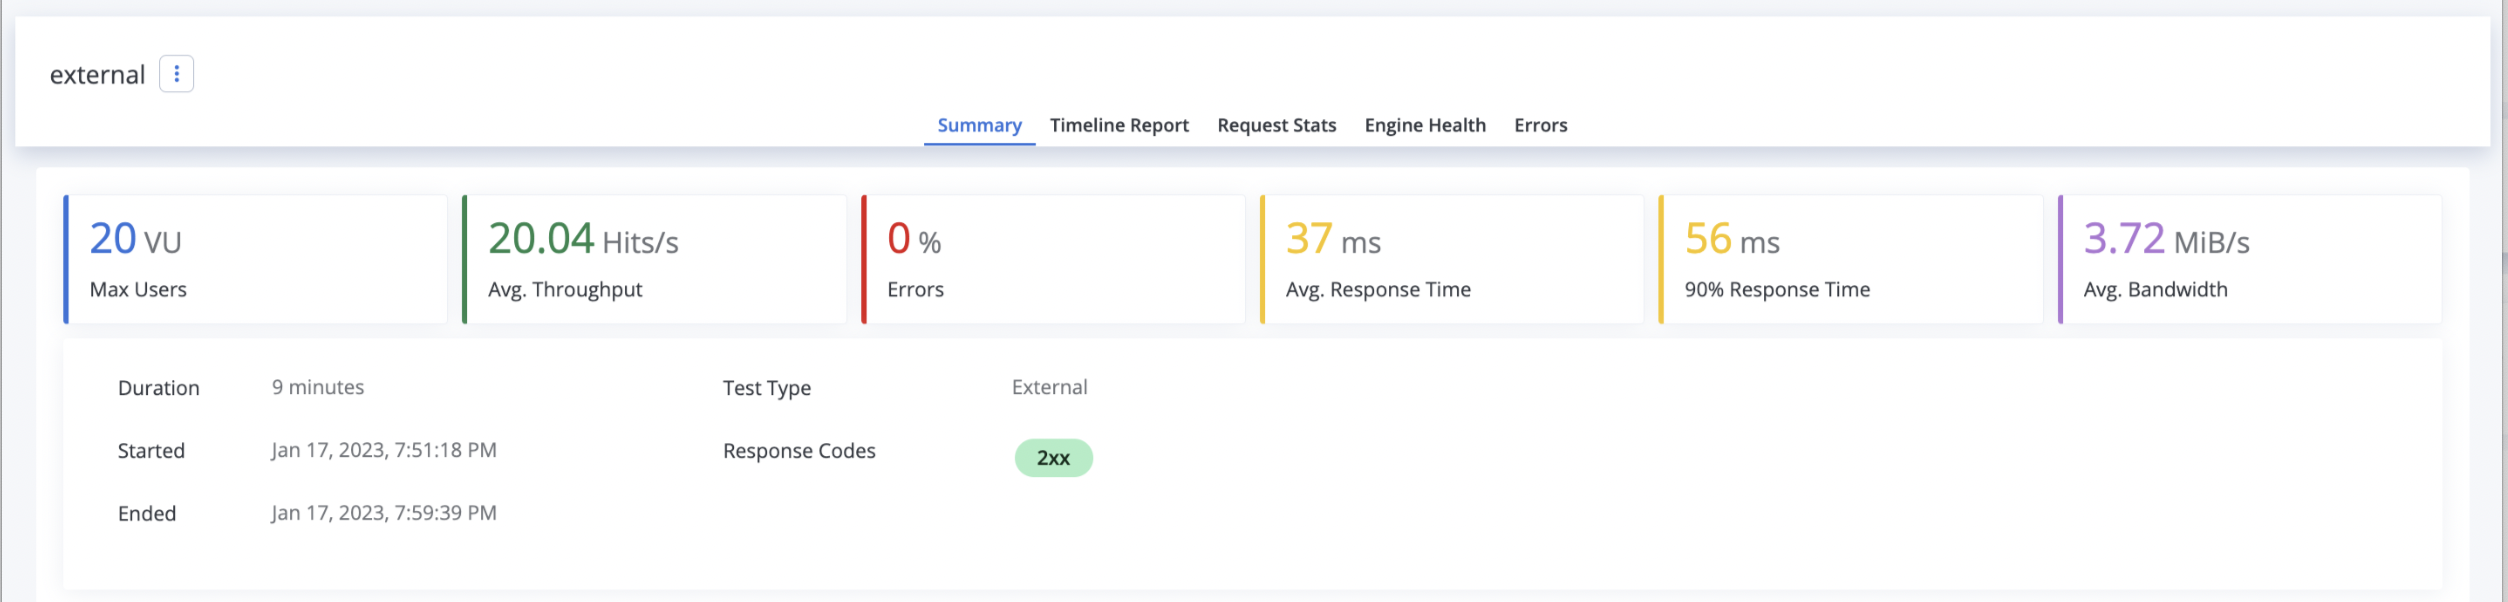 external
Summary Timeline Report Request Stats Engine Health Errors
20 VU
Max Users
20.04 Hits/s
Avg. Throughput
0 %
Errors
37 ms
Avg. Response Time
56 ms
90% Response Time
3.72 MiB/s
Avg. Bandwidth
Duration 9 minutes
Started Jan 17, 2023, 7:51:18 PM
Ended Jan 17, 2023, 7:59:39 PM
Test Type External
Response Codes 2xx